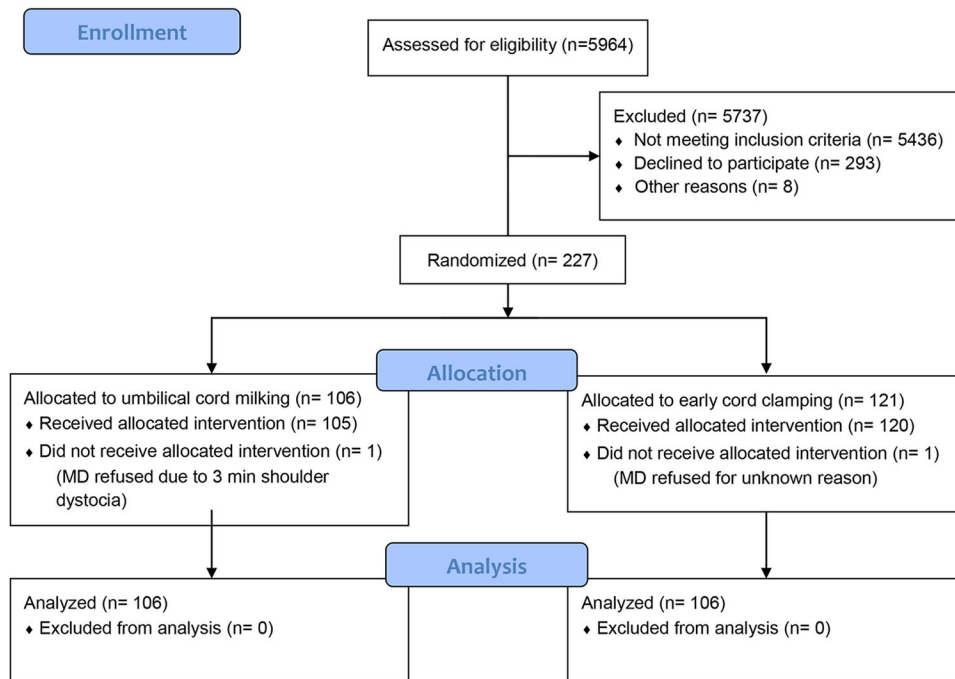 Enrollment
Assessed for eligibility (n=5964)
Excluded (n= 5737)
♦ Not meeting inclusion criteria (n= 5436)
♦ Declined to participate (n= 293)
♦ Other reasons (n= 8)
Randomized (n= 227)
Allocation
Allocated to umbilical cord milking (n= 106)
♦ Received allocated intervention (n= 105)
♦ Did not receive allocated intervention (n= 1)
(MD refused due to 3 min shoulder
dystocia)
Allocated to early cord clamping (n= 121)
♦ Received allocated intervention (n= 120)
♦ Did not receive allocated intervention (n= 1)
(MD refused for unknown reason)
Analysis
Analyzed (n= 106)
♦ Excluded from analysis (n= 0)
Analyzed (n= 106)
♦ Excluded from analysis (n= 0)